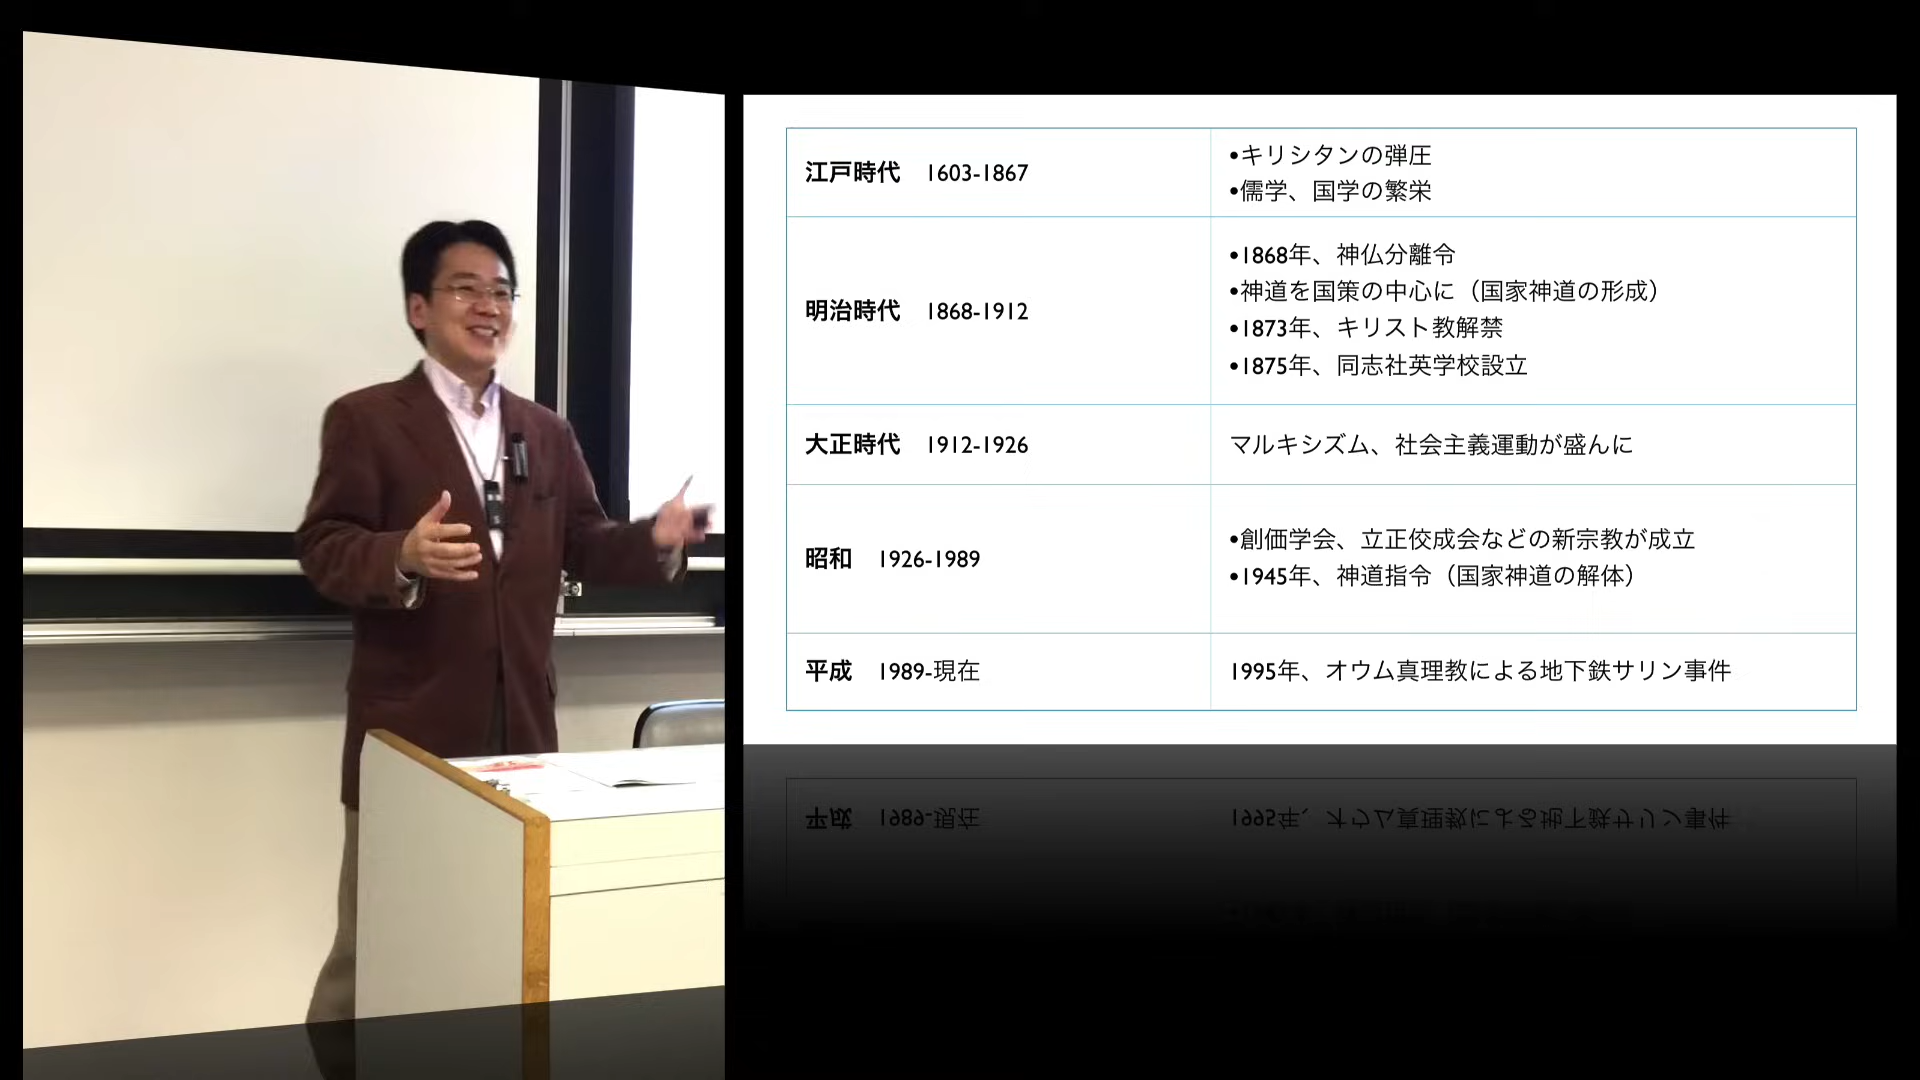 江戸時代　1603-1867
•キリシタンの弾圧
•儒学、国学の繁栄
明治時代　1868-1912
•1868年、神仏分離令
•神道を国策の中心に（国家神道の形成）
•1873年、キリスト教解禁
•1875年、同志社英学校設立
大正時代　1912-1926
マルキシズム、社会主義運動が盛んに
昭和　1926-1989
•創価学会、立正佼成会などの新宗教が成立
•1945年、神道指令（国家神道の解体）
平成　1989-現在
1995年、オウム真理教による地下鉄サリン事件